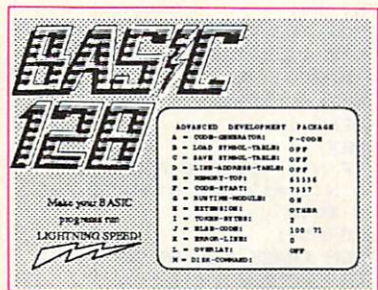 BASIC
128
ADVANCED DEVELOPMENT PACKAGE
A = CODE-GENERATOR: P-CODE
B = LOAD SYMBOL-TABLE: OFF
C = SAVE SYMBOL-TABLE: OFF
D = LINE-ADDRESS-TABLE: OFF
E = MEMORY-TOP: 65536
F = CODE-START: 7557
G = RUNTIME-MODULE: ON
H = EXTENSION: OTHER
I = TOKEN-BYTES: 2
J = ELSE-CODE: 100 71
K = ERROR-LINE: 0
L = OVERLAY: OFF
M = DISK-COMMAND:
Make your BASIC
programs run
LIGHTNING SPEED!